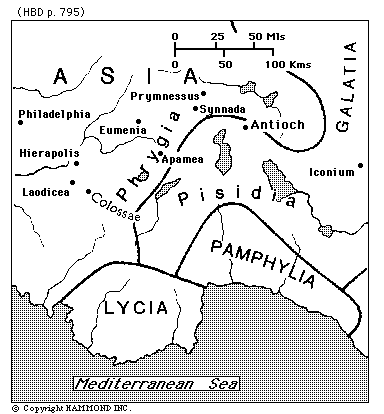 (HBD p. 795)
0 25 50 Mls
0 50 100 Kms
ASIA
GALATIA
Prymnessus
Synnada
Philadelphia
Eumenia
Antioch
Phrygia
Hierapolis
Apamea
Iconium
Laodicea
Colossae
Pisidia
PAMPHYLIA
LYCIA
Mediterranean Sea
© Copyright HAMMOND INC.